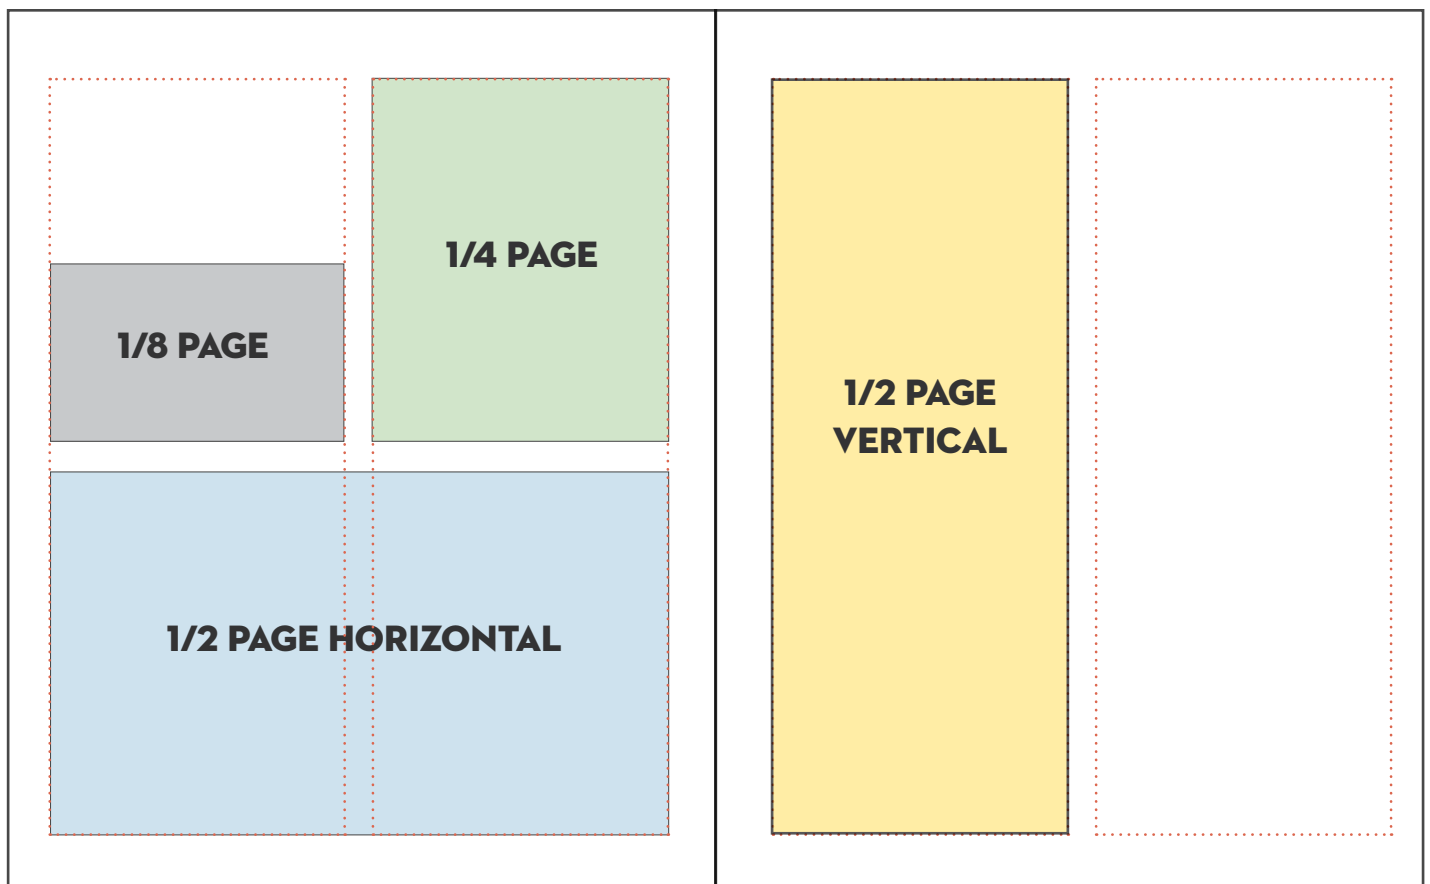 1/4 PAGE
1/8 PAGE
1/2 PAGE HORIZONTAL
1/2 PAGE
VERTICAL